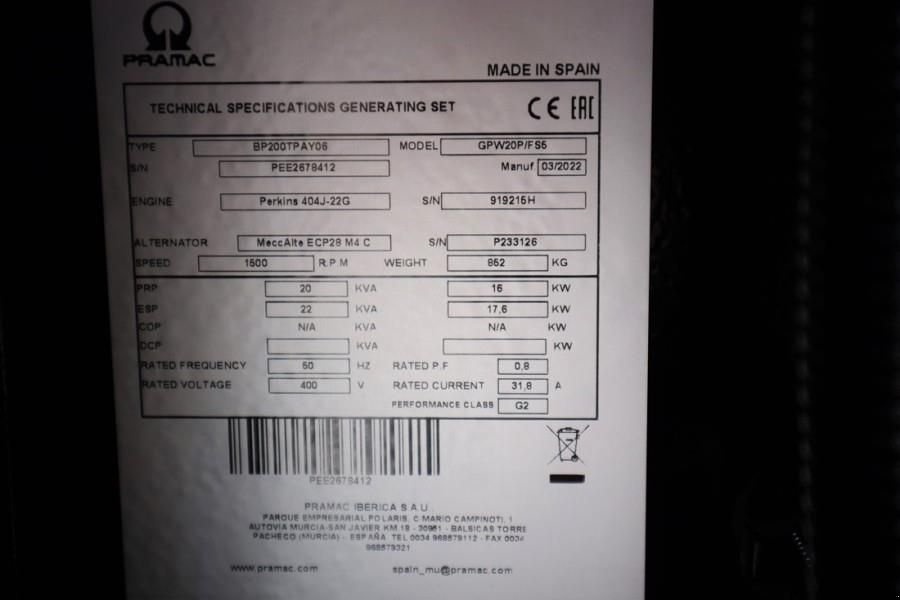 PRAMAC
MADE IN SPAIN
TECHNICAL SPECIFICATIONS GENERATING SET CE EAC
TYPE BP200TPAY06 MODEL GPW20P/FS5
S/N PEE2678412 Manuf. 03/2022
ENGINE Perkins 404J-22G S/N 919215H
ALTERNATOR MeccAlte ECP28 M4 C S/N P233126
SPEED 1500 R.P.M WEIGHT 852 KG
PRP 20 KVA 16 KW
ESP 22 KVA 17,6 KW
COP N/A KVA N/A KW
DCP KVA KW
RATED FREQUENCY 50 HZ RATED P.F 0,8
RATED VOLTAGE 400 V RATED CURRENT 31,8 A
PERFORMANCE CLASS G2
PEE2678412
PRAMAC IBERICA S.A.U.
PARQUE EMPRESARIAL POLARIS, C MARIO CAMPINOTI, 1
AUTOVIA MURCIA-SAN JAVIER KM 18 - 30591 - BALSICAS TORRE
PACHECO (MURCIA) - ESPAÑA TEL 0034 968579112 - FAX 0034
968579321
www.pramac.com spain_mu@pramac.com